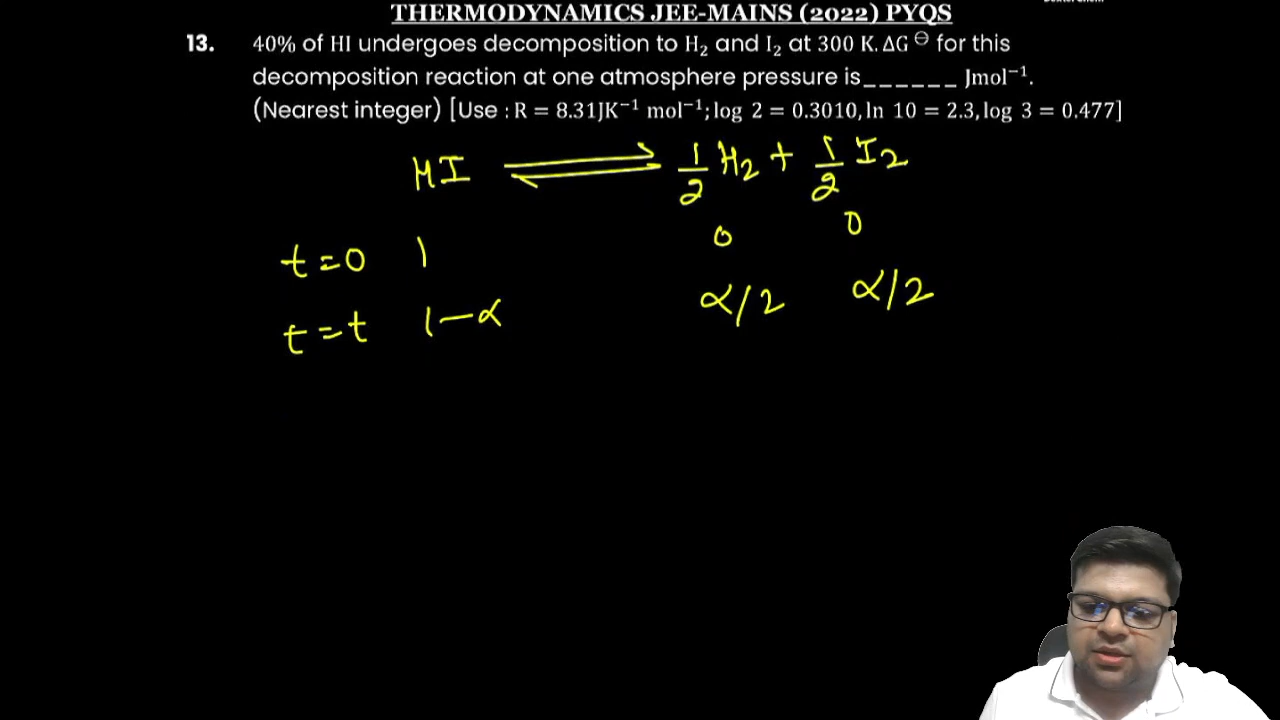 THERMODYNAMICS JEE-MAINS (2022) PYQS
13. 40% of HI undergoes decomposition to H₂ and I₂ at 300 K. ΔG ⊖ for this
decomposition reaction at one atmosphere pressure is______ Jmol⁻¹.
(Nearest integer) [Use : R = 8.31JK⁻¹ mol⁻¹; log 2 = 0.3010, ln 10 = 2.3, log 3 = 0.477]
HI ⇌ 1/2 H₂ + 1/2 I₂
t=0 1 0 0
t=t 1-α α/2 α/2